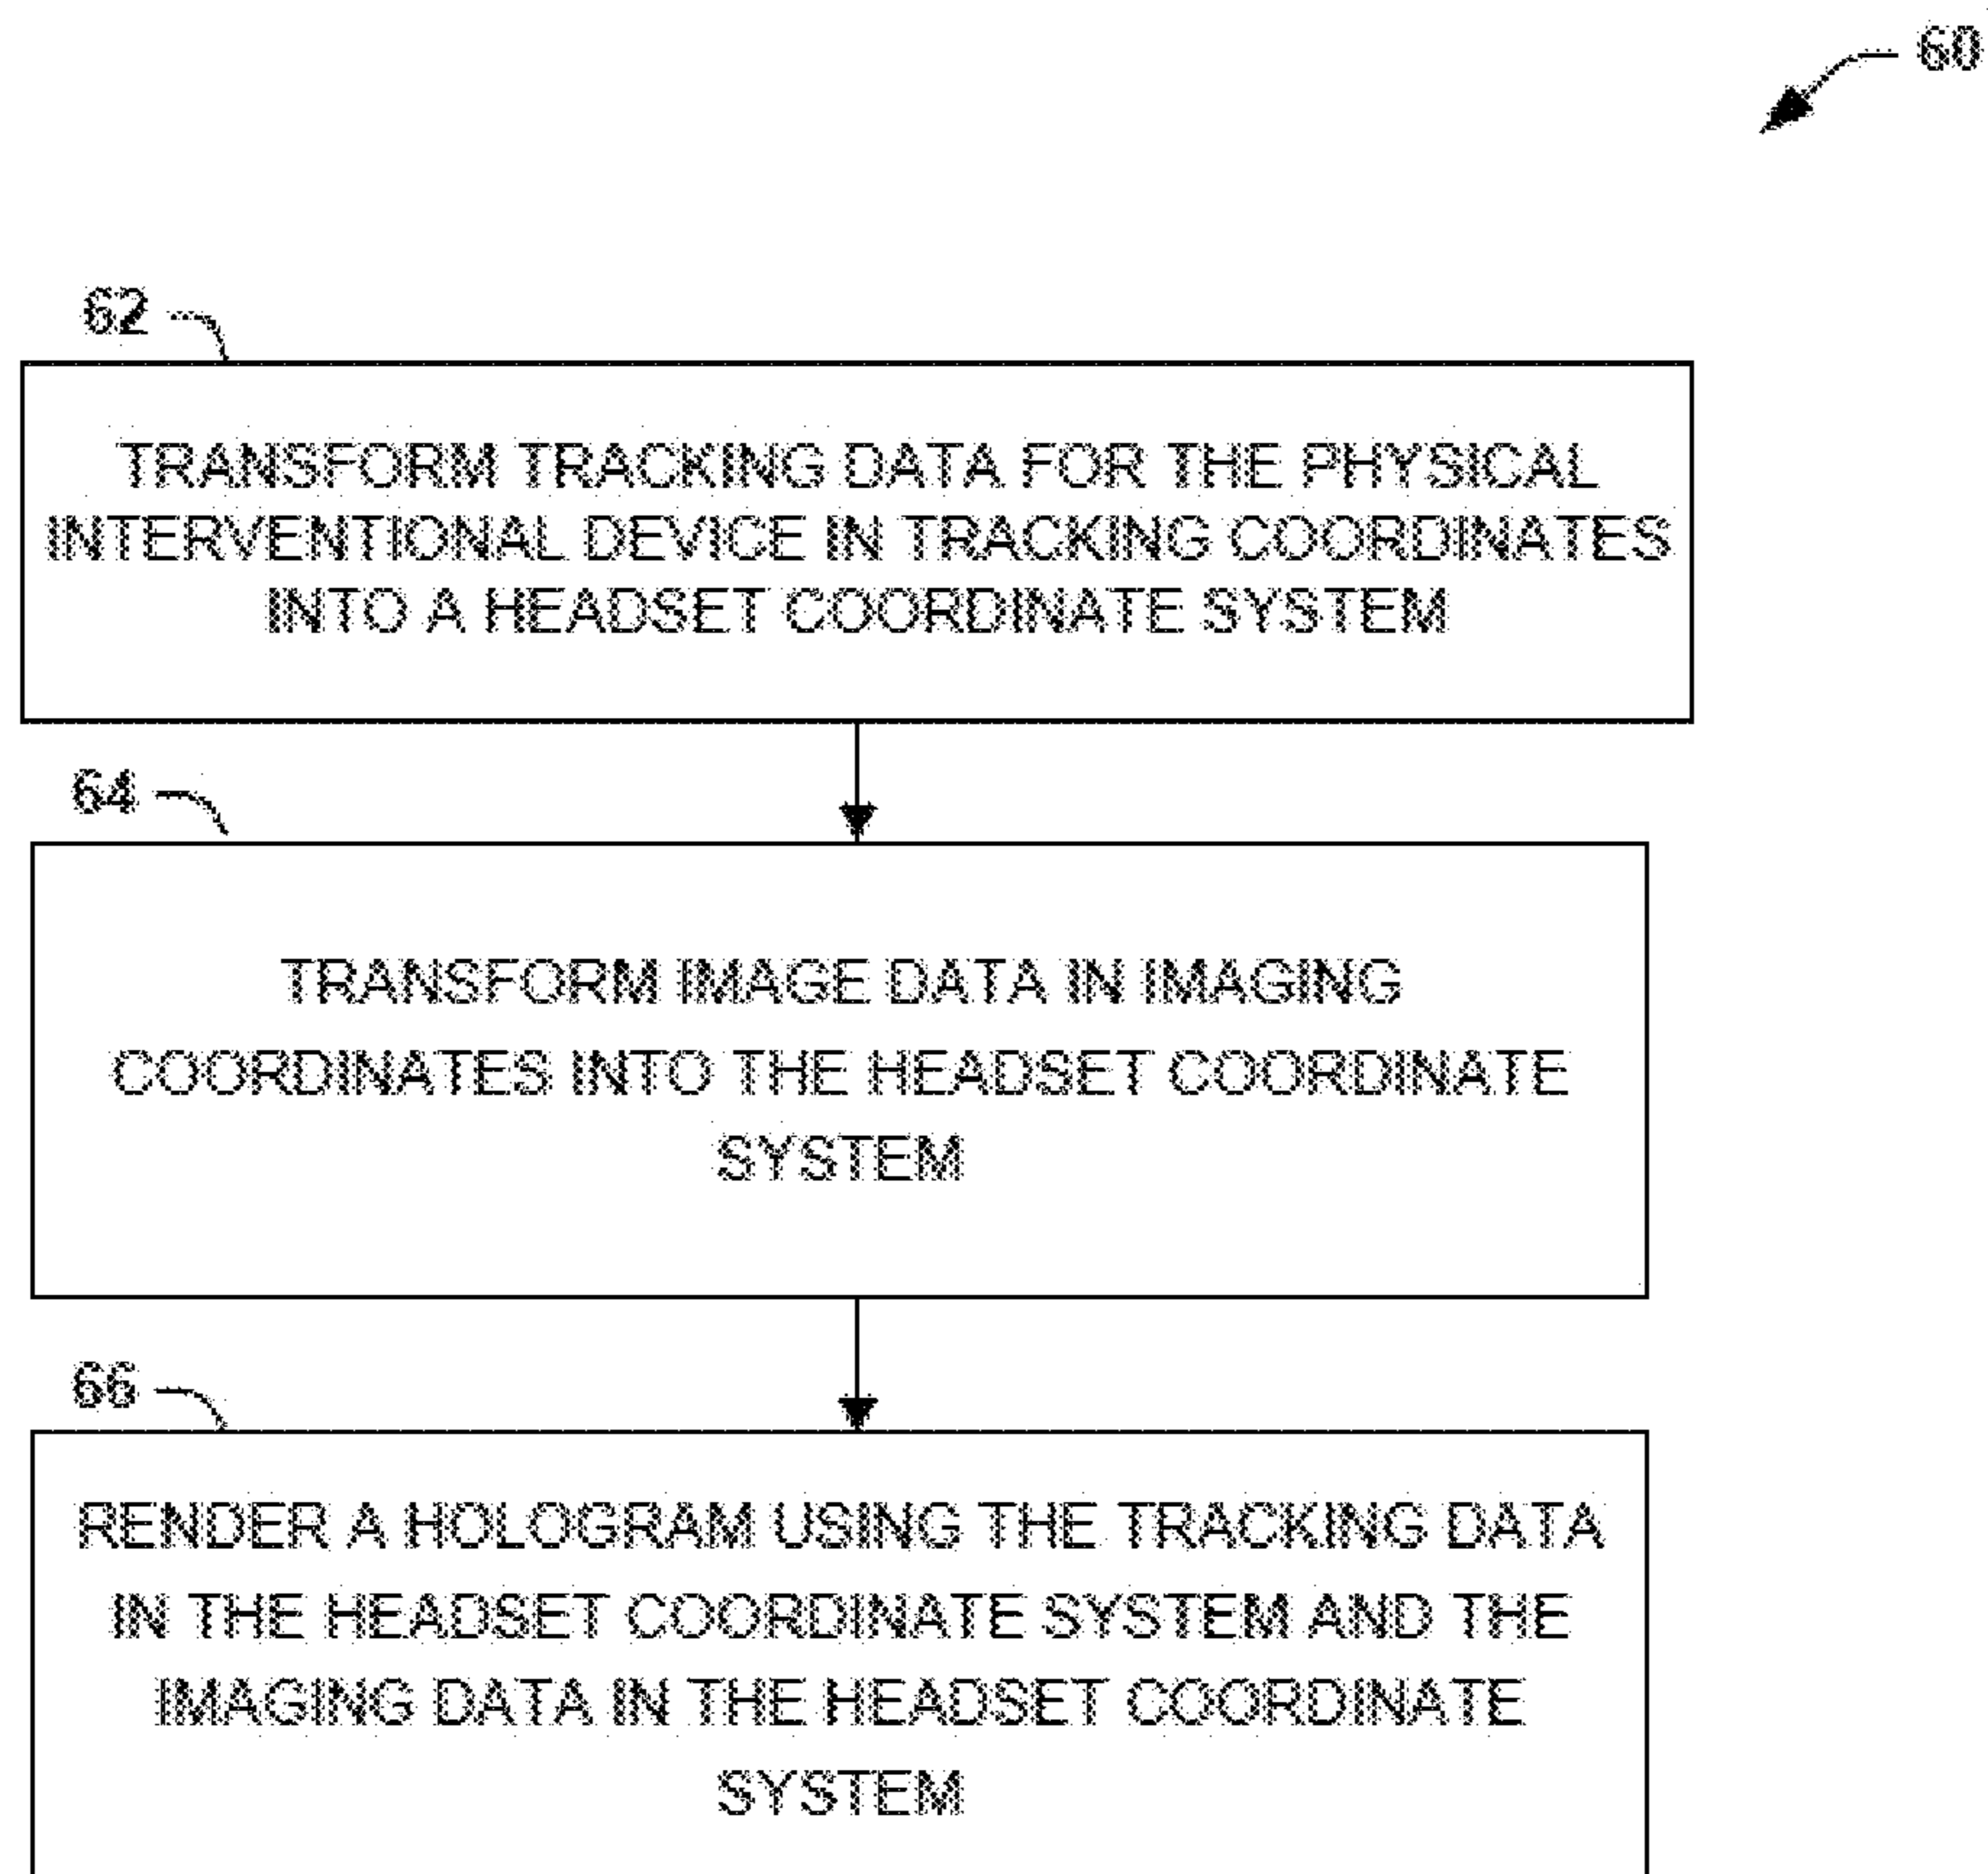 60
62
TRANSFORM TRACKING DATA FOR THE PHYSICAL
INTERVENTIONAL DEVICE IN TRACKING COORDINATES
INTO A HEADSET COORDINATE SYSTEM
64
TRANSFORM IMAGE DATA IN IMAGING
COORDINATES INTO THE HEADSET COORDINATE
SYSTEM
66
RENDER A HOLOGRAM USING THE TRACKING DATA
IN THE HEADSET COORDINATE SYSTEM AND THE
IMAGING DATA IN THE HEADSET COORDINATE
SYSTEM